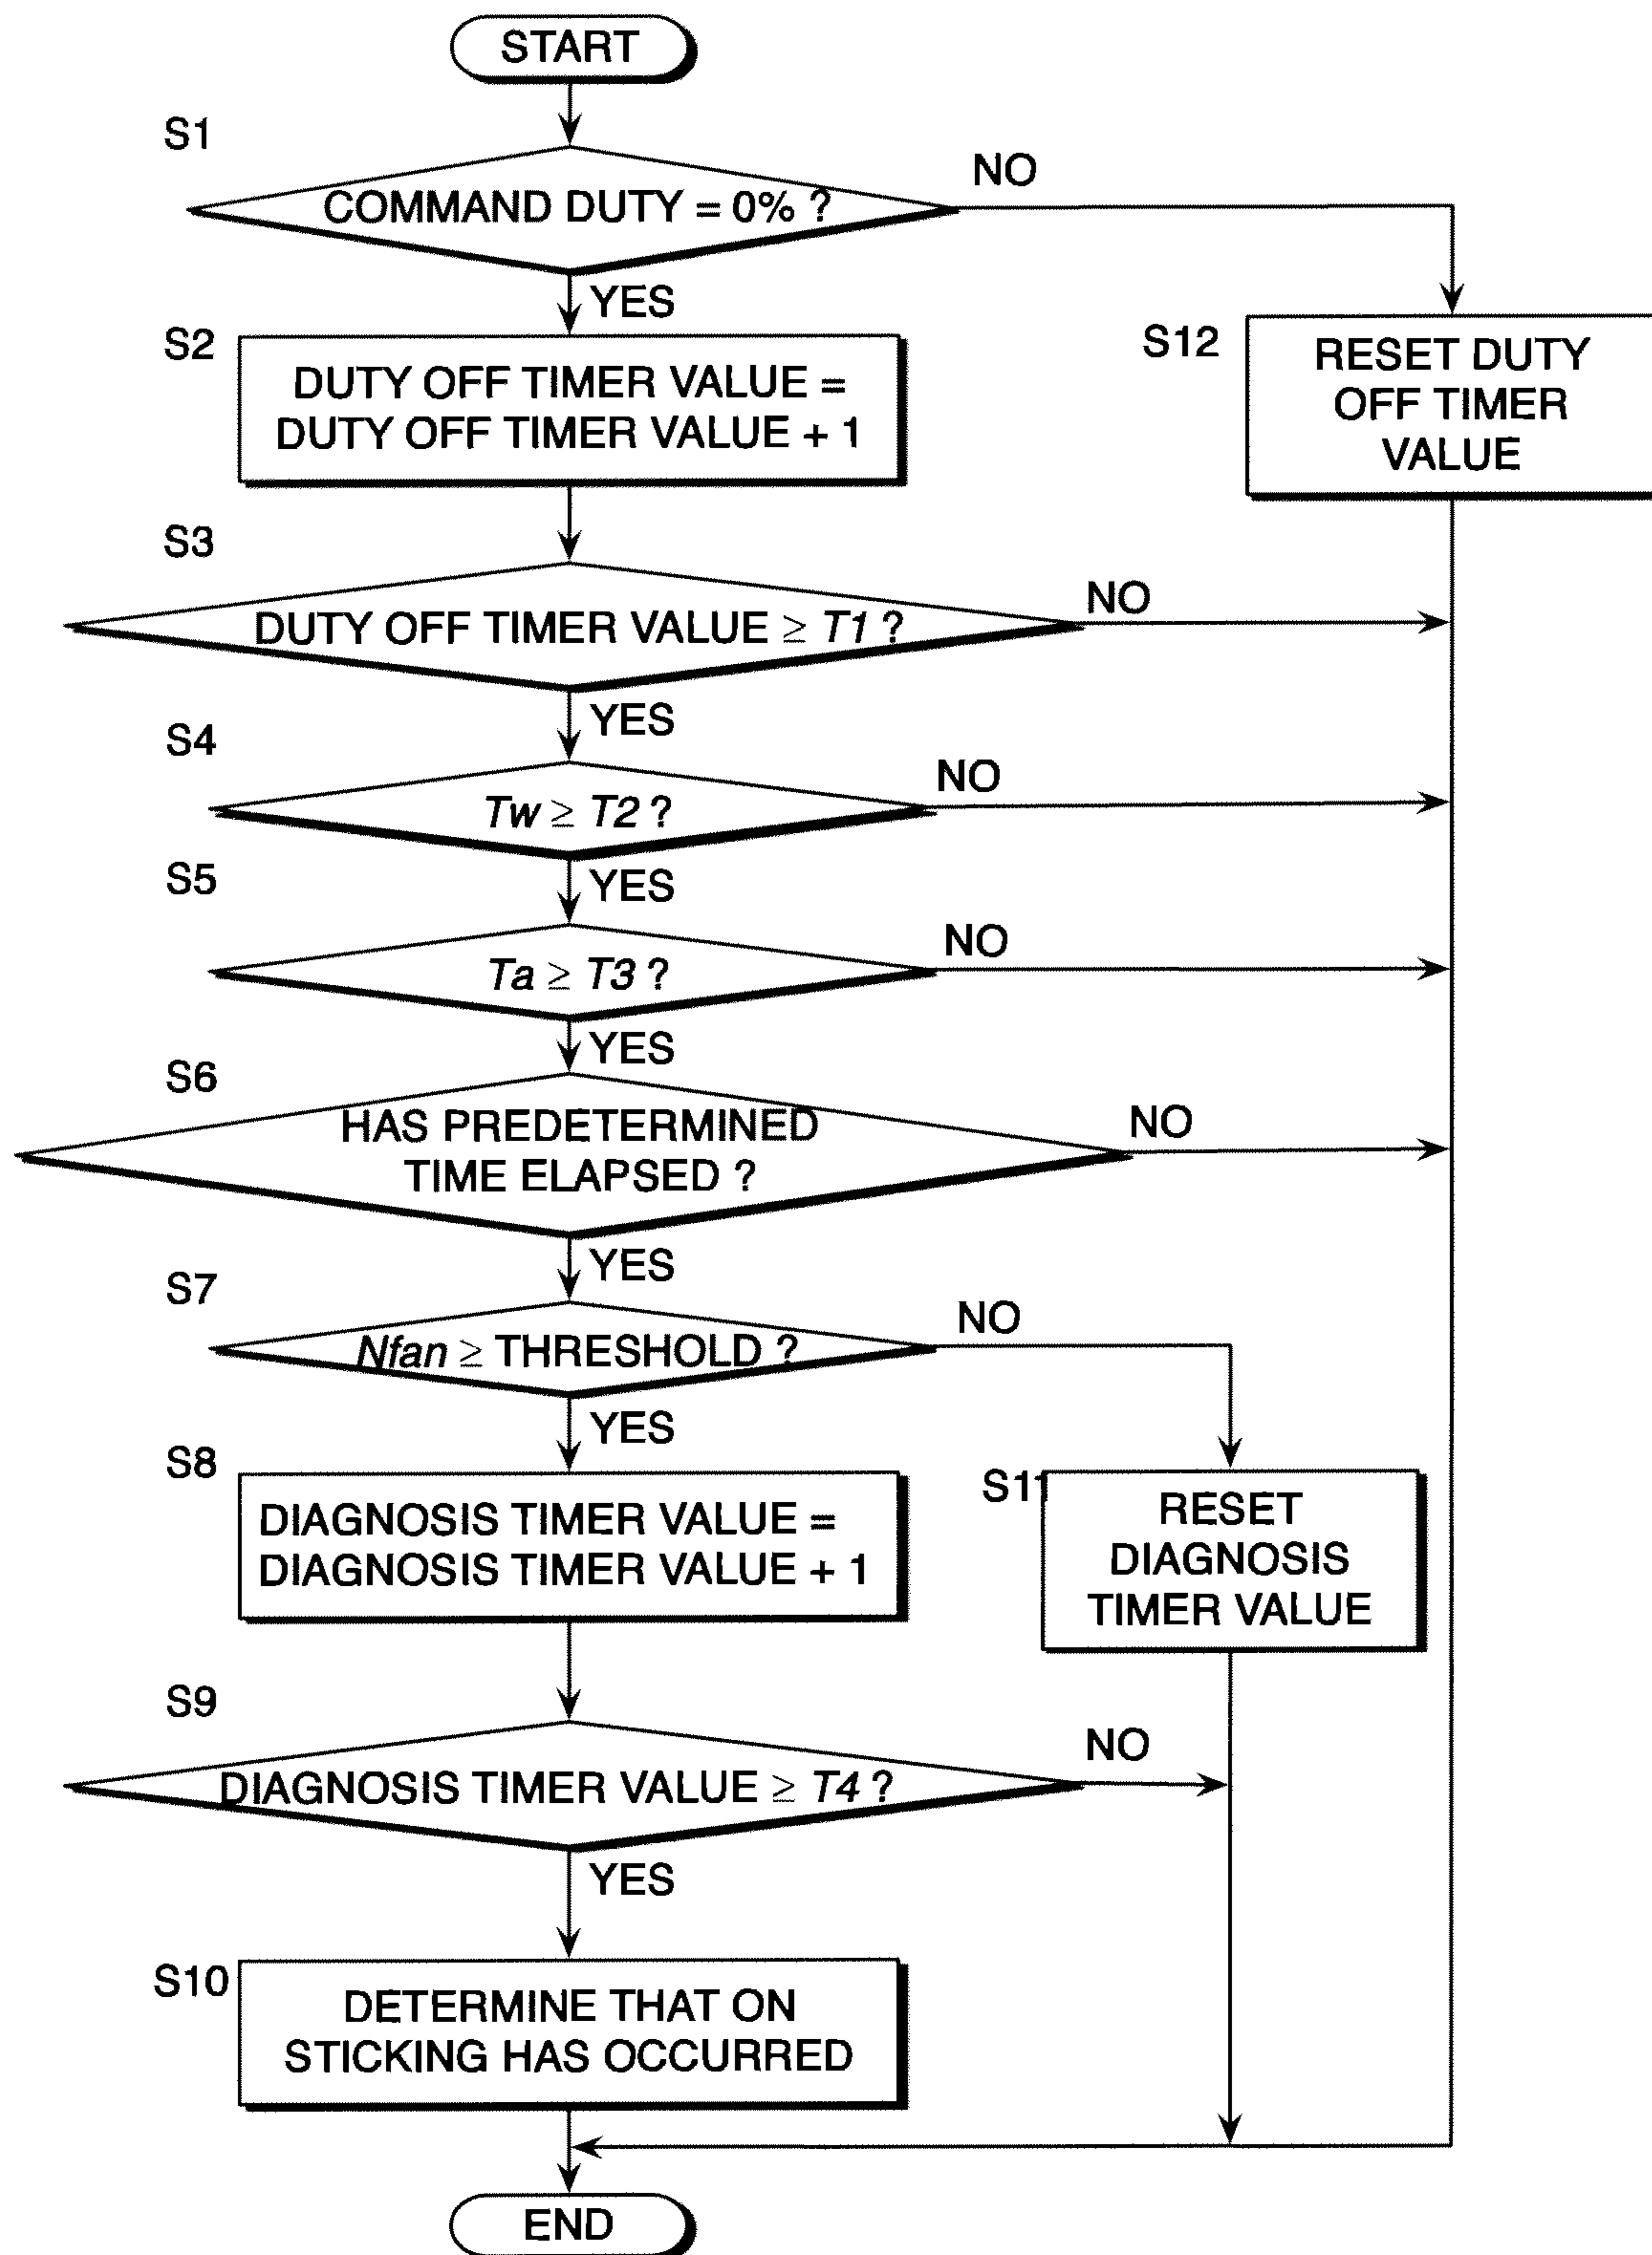 START
S1
COMMAND DUTY = 0% ?
NO
YES
S2
DUTY OFF TIMER VALUE =
DUTY OFF TIMER VALUE + 1
S12
RESET DUTY
OFF TIMER
VALUE
S3
DUTY OFF TIMER VALUE ≥ T1 ?
NO
YES
S4
Tw ≥ T2 ?
NO
YES
S5
Ta ≥ T3 ?
NO
YES
S6
HAS PREDETERMINED
TIME ELAPSED ?
NO
YES
S7
Nfan ≥ THRESHOLD ?
NO
YES
S8
DIAGNOSIS TIMER VALUE =
DIAGNOSIS TIMER VALUE + 1
S11
RESET
DIAGNOSIS
TIMER VALUE
S9
DIAGNOSIS TIMER VALUE ≥ T4 ?
NO
YES
S10
DETERMINE THAT ON
STICKING HAS OCCURRED
END